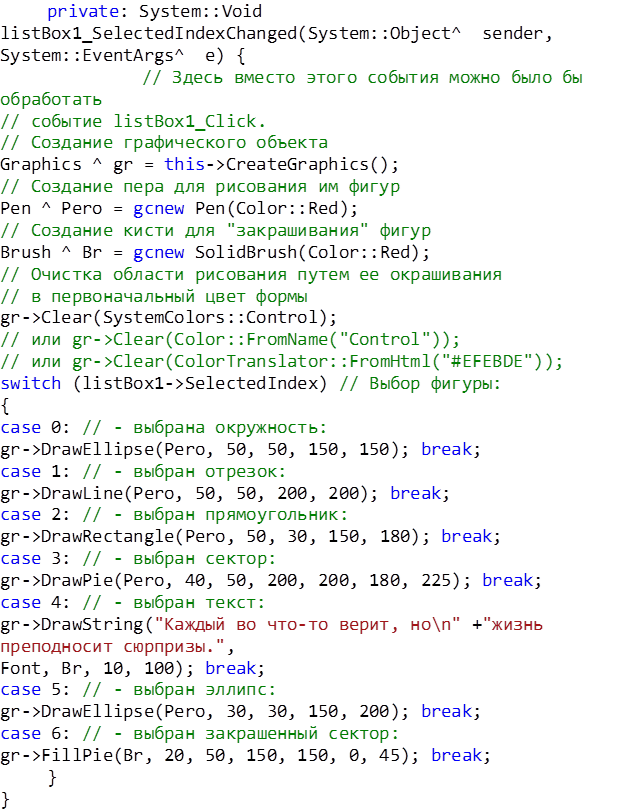 private: System::Void
listBox1_SelectedIndexChanged(System::Object^  sender,
System::EventArgs^  e) {
// Здесь вместо этого события можно было бы
обработать
// событие listBox1_Click.
// Создание графического объекта
Graphics ^ gr = this->CreateGraphics();
// Создание пера для рисования им фигур
Pen ^ Pero = gcnew Pen(Color::Red);
// Создание кисти для "закрашивания" фигур
Brush ^ Br = gcnew SolidBrush(Color::Red);
// Очистка области рисования путем ее окрашивания
// в первоначальный цвет формы
gr->Clear(SystemColors::Control);
// или gr->Clear(Color::FromName("Control"));
// или gr->Clear(ColorTranslator::FromHtml("#EFEBDE"));
switch (listBox1->SelectedIndex) // Выбор фигуры:
{
case 0: // - выбрана окружность:
gr->DrawEllipse(Pero, 50, 50, 150, 150); break;
case 1: // - выбран отрезок:
gr->DrawLine(Pero, 50, 50, 200, 200); break;
case 2: // - выбран прямоугольник:
gr->DrawRectangle(Pero, 50, 30, 150, 180); break;
case 3: // - выбран сектор:
gr->DrawPie(Pero, 40, 50, 200, 200, 180, 225); break;
case 4: // - выбран текст:
gr->DrawString("Каждый во что-то верит, но\n" +"жизнь
преподносит сюрпризы.",
Font, Br, 10, 100); break;
case 5: // - выбран эллипс:
gr->DrawEllipse(Pero, 30, 30, 150, 200); break;
case 6: // - выбран закрашенный сектор:
gr->FillPie(Br, 20, 50, 150, 150, 0, 45); break;
}
}